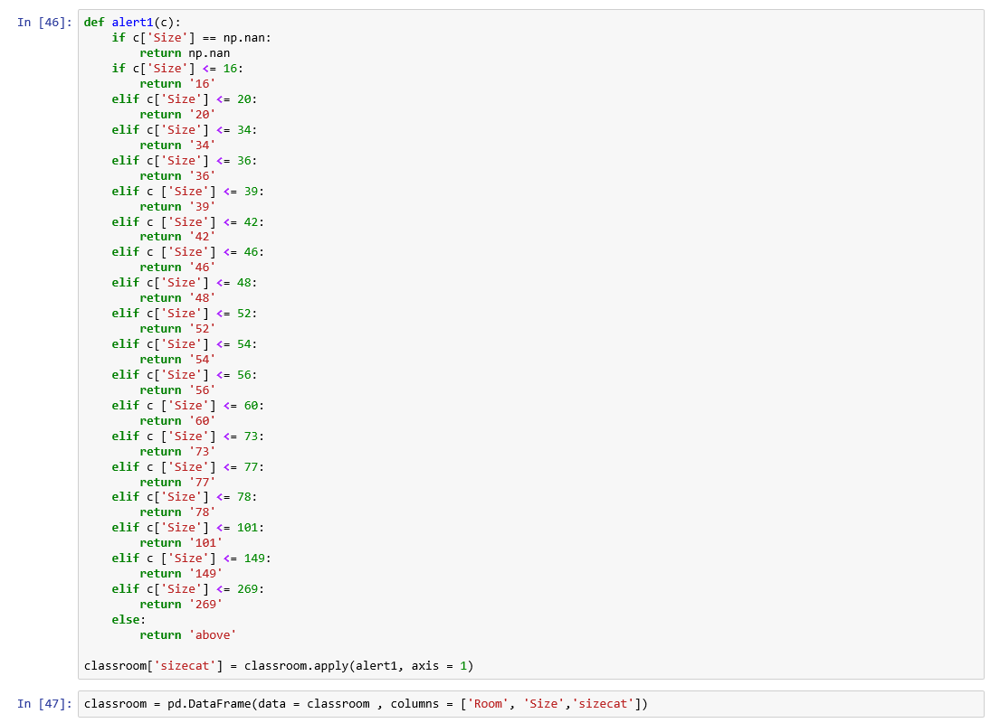 In [46]: def alert1(c):
    if c['Size'] == np.nan:
        return np.nan
    if c['Size'] <= 16:
        return '16'
    elif c['Size'] <= 20:
        return '20'
    elif c['Size'] <= 34:
        return '34'
    elif c['Size'] <= 36:
        return '36'
    elif c ['Size'] <= 39:
        return '39'
    elif c ['Size'] <= 42:
        return '42'
    elif c ['Size'] <= 46:
        return '46'
    elif c['Size'] <= 48:
        return '48'
    elif c['Size'] <= 52:
        return '52'
    elif c['Size'] <= 54:
        return '54'
    elif c['Size'] <= 56:
        return '56'
    elif c ['Size'] <= 60:
        return '60'
    elif c ['Size'] <= 73:
        return '73'
    elif c ['Size'] <= 77:
        return '77'
    elif c['Size'] <= 78:
        return '78'
    elif c['Size'] <= 101:
        return '101'
    elif c ['Size'] <= 149:
        return '149'
    elif c['Size'] <= 269:
        return '269'
    else:
        return 'above'
classroom['sizecat'] = classroom.apply(alert1, axis = 1)
In [47]: classroom = pd.DataFrame(data = classroom , columns = ['Room', 'Size','sizecat'])